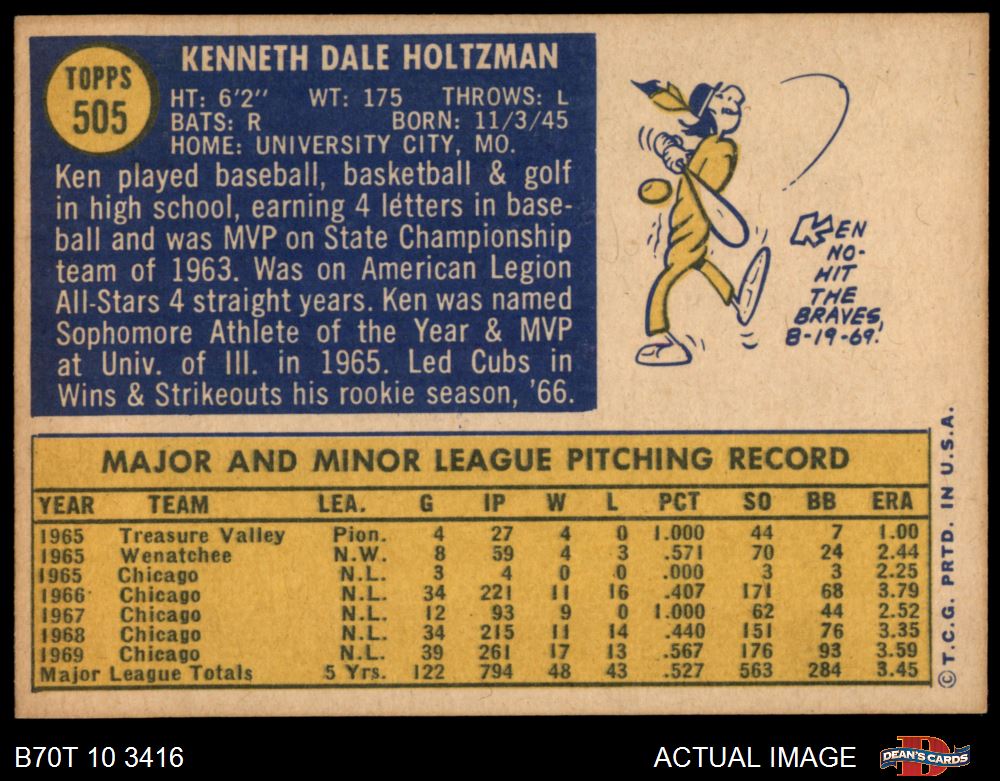 TOPPS
505
KENNETH DALE HOLTZMAN
HT: 6'2" WT: 175 THROWS: L
BATS: R BORN: 11/3/45
HOME: UNIVERSITY CITY, MO.
Ken played baseball, basketball & golf
in high school, earning 4 letters in base-
ball and was MVP on State Championship
team of 1963. Was on American Legion
All-Stars 4 straight years. Ken was named
Sophomore Athlete of the Year & MVP
at Univ. of Ill. in 1965. Led Cubs in
Wins & Strikeouts his rookie season, '66.
KEN
NO-
HIT
THE
BRAVES,
8-19-69.
MAJOR AND MINOR LEAGUE PITCHING RECORD
YEAR TEAM LEA. G IP W L PCT SO BB ERA
1965 Treasure Valley Pion. 4 27 4 0 1.000 44 7 1.00
1965 Wenatchee N.W. 8 59 4 3 .571 70 24 2.44
1965 Chicago N.L. 3 4 0 0 .000 3 3 2.25
1966 Chicago N.L. 34 221 11 16 .407 171 68 3.79
1967 Chicago N.L. 12 93 9 0 1.000 62 44 2.52
1968 Chicago N.L. 34 215 11 14 .440 151 76 3.35
1969 Chicago N.L. 39 261 17 13 .567 176 93 3.59
Major League Totals 5 Yrs. 122 794 48 43 .527 563 284 3.45
© T.C.G. PRTD. IN U.S.A.
B70T 10 3416
ACTUAL IMAGE
DEAN'S CARDS